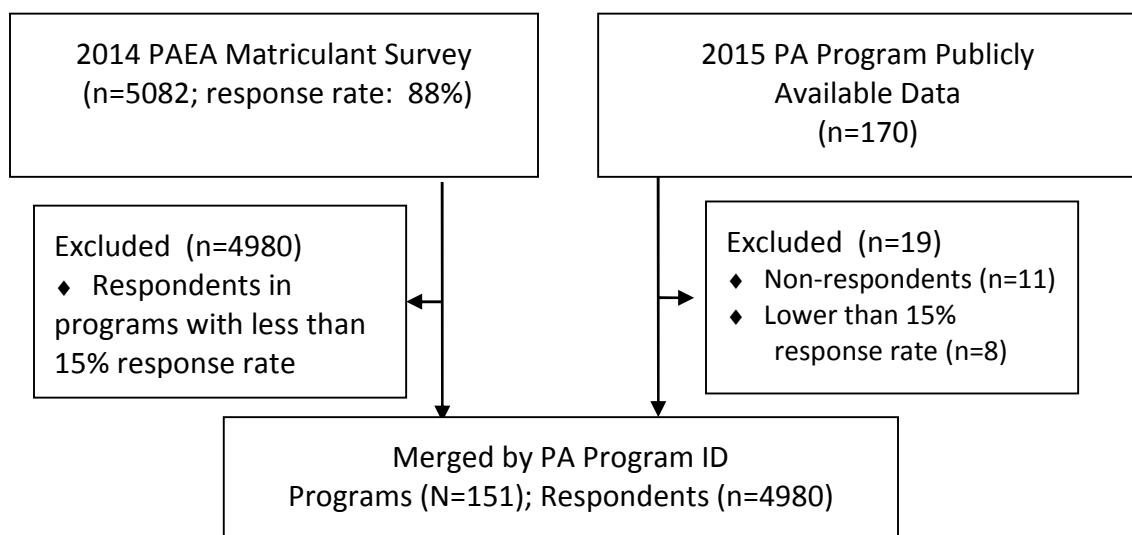 2014 PAEA Matriculant Survey
(n=5082; response rate:  88%)
2015 PA Program Publicly
Available Data
(n=170)
Excluded  (n=4980)
♦  Respondents in
programs with less than
15% response rate
Excluded  (n=19)
♦  Non-respondents (n=11)
♦  Lower than 15%
response rate (n=8)
Merged by PA Program ID
Programs (N=151); Respondents (n=4980)